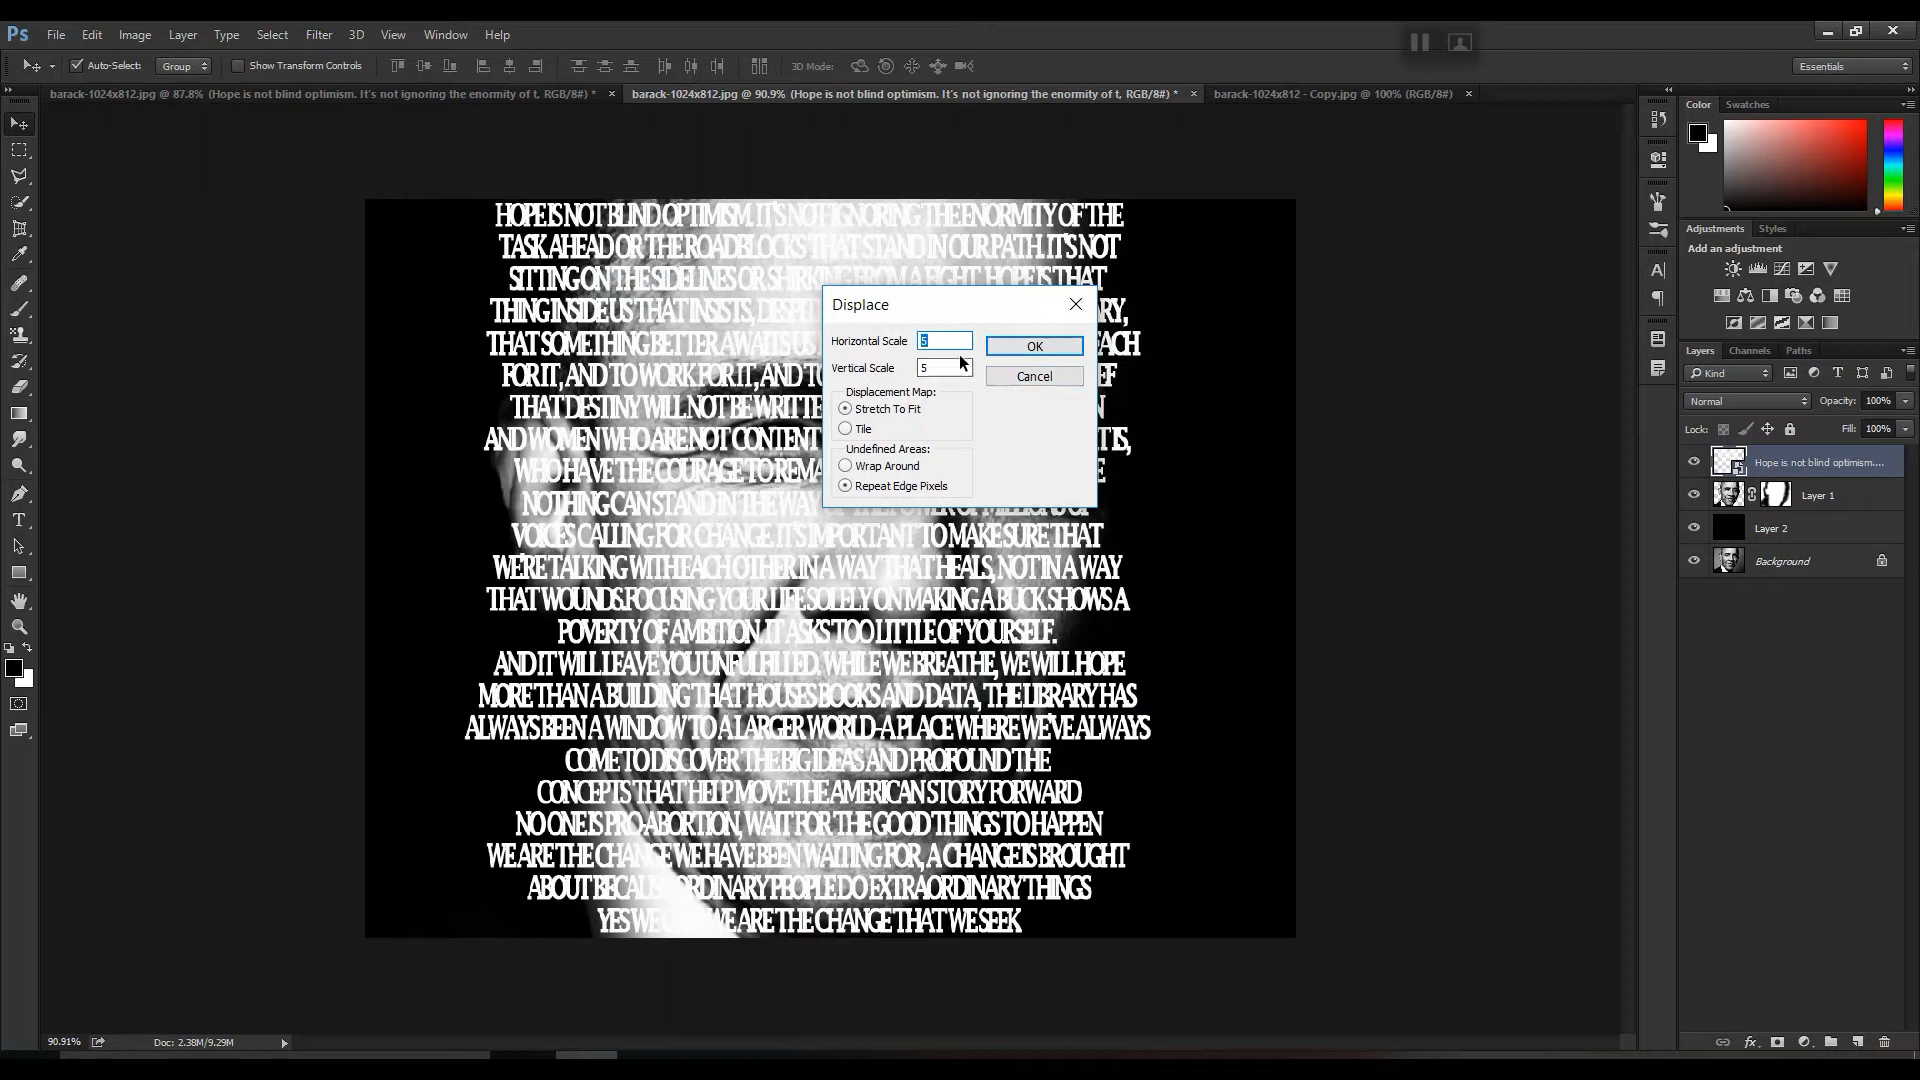 Ps File Edit Image Layer Type Select Filter 3D View Window Help
Auto-Select: Group Show Transform Controls 3D Mode: Essentials
barack-1024x812.jpg @ 87.8% (Hope is not blind optimism. It's not ignoring the enormity of t, RGB/8#) * × barack-1024x812.jpg @ 90.9% (Hope is not blind optimism. It's not ignoring the enormity of t, RGB/8#) * × barack-1024x812 - Copy.jpg @ 100% (RGB/8#) ×
HOPE IS NOT BLIND OPTIMISM. IT'S NOT IGNORING THE ENORMITY OF THE
TASK AHEAD OR THE ROADBLOCKS THAT STAND IN OUR PATH. IT'S NOT
SITTING ON THE SIDELINES OR SHIRKING FROM A FIGHT. HOPE IS THAT
THING INSIDE US THAT INSISTS,
THAT SOMETHING BETTER AWAITS US
FOR IT, AND TO WORK FOR IT, AND
THAT DESTINY WILL NOT BE
AND WOMEN WHO ARE NOT CONTENT IT IS,
WHO HAVE THE COURAGE TO
NOTHING CAN STAND IN THE WAY OF THE POWER OF MILLIONS OF
VOICES CALLING FOR CHANGE. IT'S IMPORTANT TO MAKE SURE THAT
WE'RE TALKING WITH EACH OTHER IN A WAY THAT HEALS, NOT IN A WAY
THAT WOUNDS.FOCUSING YOUR LIFE SOLELY ON MAKING A BUCK SHOWS A
POVERTY OF AMBITION. IT ASKS TOO LITTLE OF YOURSELF.
AND IT WILL LEAVE YOU UNFULFILLED. WHILE WE BREATHE, WE WILL HOPE
MORE THAN A BUILDING THAT HOUSES BOOKS AND DATA, THE LIBRARY HAS
ALWAYS BEEN A WINDOW TO A LARGER WORLD-A PLACE WHERE WE'VE ALWAYS
COME TO DISCOVER THE BIG IDEAS AND PROFOUND THE
CONCEPTS THAT HELP MOVE THE AMERICAN STORY FORWARD
NO ONE IS PRO-ABORTION, WAIT FOR THE GOOD THINGS TO HAPPEN
WE ARE THE CHANGE WE HAVE BEEN WAITING FOR, A CHANGE IS BROUGHT
ABOUT BECAUSE ORDINARY PEOPLE DO EXTRAORDINARY THINGS
YES WE WE ARE THE CHANGE THAT WE SEEK
Displace
Horizontal Scale 5 OK
Vertical Scale 5 Cancel
Displacement Map:
Stretch To Fit
Tile
Undefined Areas:
Wrap Around
Repeat Edge Pixels
Color Swatches
Adjustments Styles
Add an adjustment
Layers Channels Paths
Kind
Normal Opacity: 100%
Lock: Fill: 100%
Hope is not blind optimism....
Layer 1
Layer 2
Background
90.91% Doc: 2.38M/9.29M